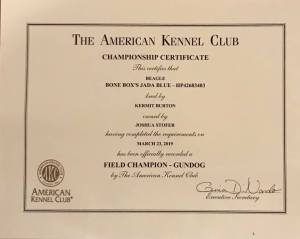 THE AMERICAN KENNEL CLUB
CHAMPIONSHIP CERTIFICATE
This certifies that
BEAGLE
BONE BOX'S JADA BLUE – HP42683403
bred by
KERMIT BURTON
owned by
JOSHUA STOFER
having completed the requirements on
MARCH 23, 2019
has been officially recorded a
FIELD CHAMPION - GUNDOG
by The American Kennel Club
AKC
AMERICAN
KENNEL CLUB
Executive Secretary